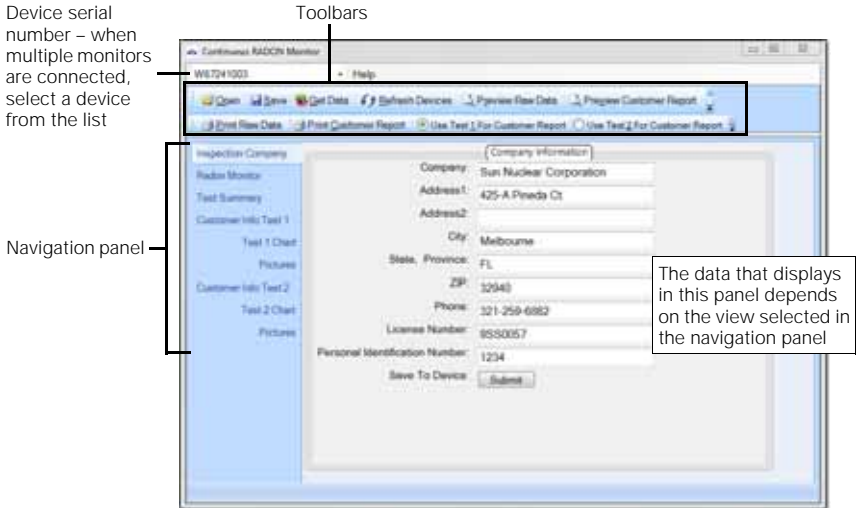 Device serial
number – when
multiple monitors
are connected,
select a device
from the list
Toolbars
Continuous RADON Monitor
W67241003
Help
Open Save Get Data Refresh Devices Preview Raw Data Preview Customer Report
Print Raw Data Print Customer Report Use Test 1 For Customer Report Use Test 2 For Customer Report
Navigation panel
Inspection Company
Radon Monitor
Test Summary
Customer Info Test 1
Test 1 Chart
Pictures
Customer Info Test 2
Test 2 Chart
Pictures
Company Information
Company: Sun Nuclear Corporation
Address1: 425-A Pineda Ct
Address2:
City: Melbourne
State, Province: FL
ZIP: 32940
Phone: 321-259-6862
License Number: 9SS0057
Personal Identification Number: 1234
Save To Device: Submit
The data that displays
in this panel depends
on the view selected in
the navigation panel